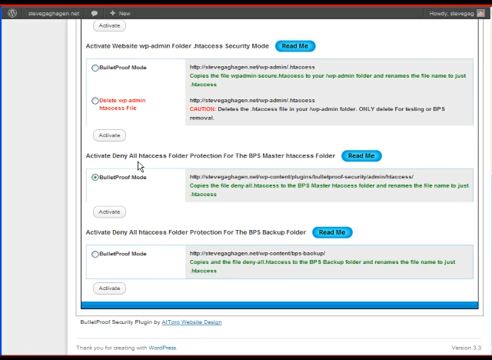 stevegaghagen.net + New Howdy, stevegag
Activate
Activate Website wp-admin Folder .htaccess Security Mode Read Me
BulletProof Mode http://stevegaghagen.net/wp-admin/.htaccess
Copies the file wpadmin-secure.htaccess to your /wp-admin folder and renames the file name to just
.htaccess
Delete wp-admin http://stevegaghagen.net/wp-admin/.htaccess
htaccess File CAUTION: Deletes the .htaccess file in your /wp-admin folder. ONLY delete For testing or BPS
removal.
Activate
Activate Deny All htaccess Folder Protection For The BPS Master htaccess Folder Read Me
BulletProof Mode http://stevegaghagen.net/wp-content/plugins/bulletproof-security/admin/htaccess/
Copies the file deny-all.htaccess to the BPS Master htaccess folder and renames the file name to just
.htaccess
Activate
Activate Deny All htaccess Folder Protection For The BPS Backup Folder Read Me
BulletProof Mode http://stevegaghagen.net/wp-content/bps-backup/
Copies and the file deny-all.htaccess to the BPS Backup folder and renames the file name to just
.htaccess
Activate
BulletProof Security Plugin by AITpro Website Design
Thank you for creating with WordPress. Version 3.3